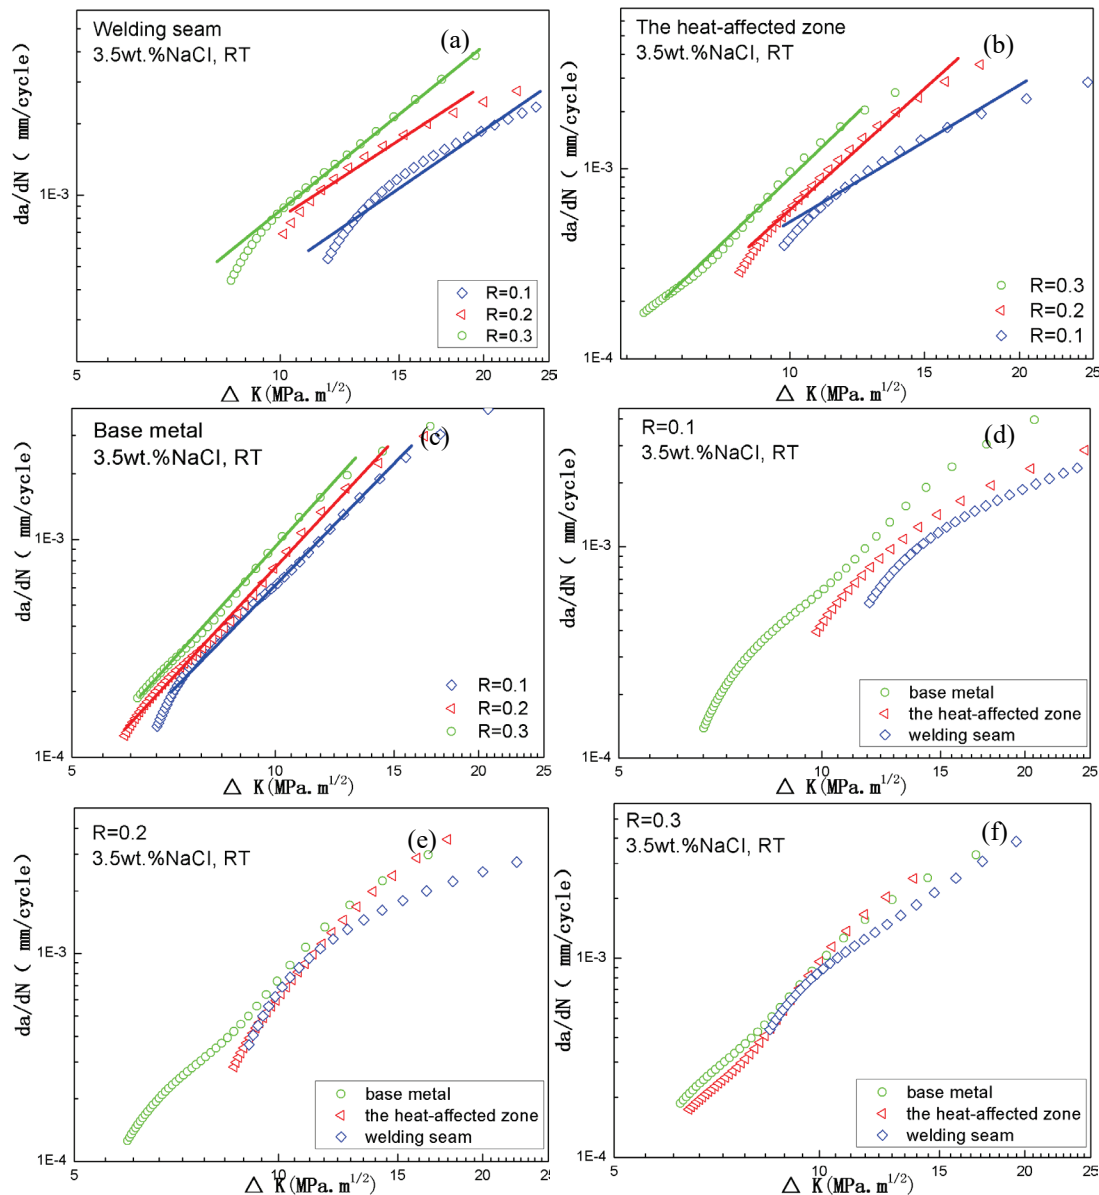 Welding seam
3.5wt.%NaCl, RT
(a)
da/dN ( mm/cycle)
1E-3
R=0.1
R=0.2
R=0.3
5
6
7
8
10
15
20
25
△ K(MPa.m1/2)
The heat-affected zone
3.5wt.%NaCl, RT
(b)
da/dN ( mm/cycle)
1E-3
1E-4
R=0.3
R=0.2
R=0.1
10
15
20
25
△ K(MPa.m1/2)
Base metal
3.5wt.%NaCl, RT
(c)
da/dN ( mm/cycle)
1E-3
1E-4
R=0.1
R=0.2
R=0.3
5
10
15
20
25
△ K(MPa.m1/2)
R=0.1
3.5wt.%NaCl, RT
(d)
da/dN ( mm/cycle)
1E-3
1E-4
base metal
the heat-affected zone
welding seam
5
10
15
20
25
△ K(MPa.m1/2)
R=0.2
3.5wt.%NaCl, RT
(e)
da/dN ( mm/cycle)
1E-3
1E-4
base metal
the heat-affected zone
welding seam
5
10
15
20
25
△ K(MPa.m1/2)
R=0.3
3.5wt.%NaCl, RT
(f)
da/dN ( mm/cycle)
1E-3
1E-4
base metal
the heat-affected zone
welding seam
5
10
15
20
25
△ K(MPa.m1/2)